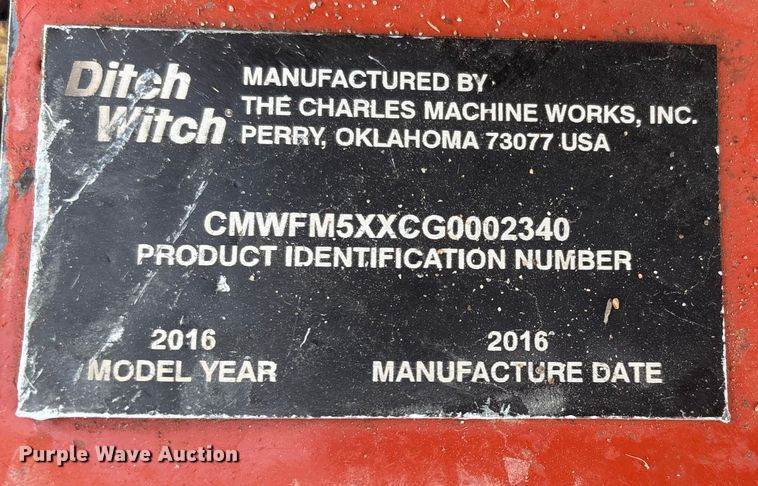 Ditch
Witch®
MANUFACTURED BY
THE CHARLES MACHINE WORKS, INC.
PERRY, OKLAHOMA 73077 USA
CMWFM5XXCG0002340
PRODUCT IDENTIFICATION NUMBER
2016
MODEL YEAR
2016
MANUFACTURE DATE
Purple Wave Auction